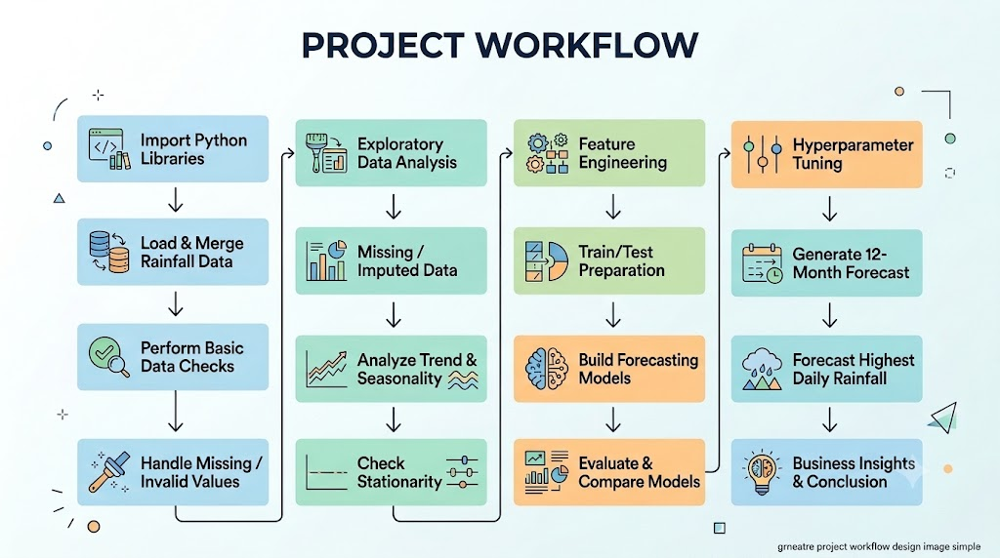 PROJECT WORKFLOW
Import Python
Libraries
Load & Merge
Rainfall Data
Perform Basic
Data Checks
Handle Missing /
Invalid Values
Exploratory
Data Analysis
Missing /
Imputed Data
Analyze Trend &
Seasonality
Check
Stationarity
Feature
Engineering
Train/Test
Preparation
Build Forecasting
Models
Evaluate &
Compare Models
Hyperparameter
Tuning
Generate 12-
Month Forecast
Forecast Highest
Daily Rainfall
Business Insights
& Conclusion
grneatre project workflow design image simple